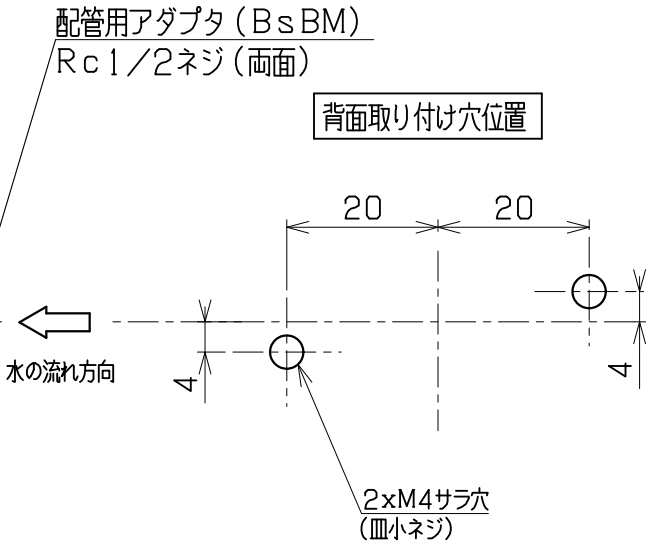 配管用アダプタ(BsBM)
Rc1/2ネジ(両面)
背面取り付け穴位置
20
20
水の流れ方向
4
4
2xM4サラ穴
(皿小ネジ)